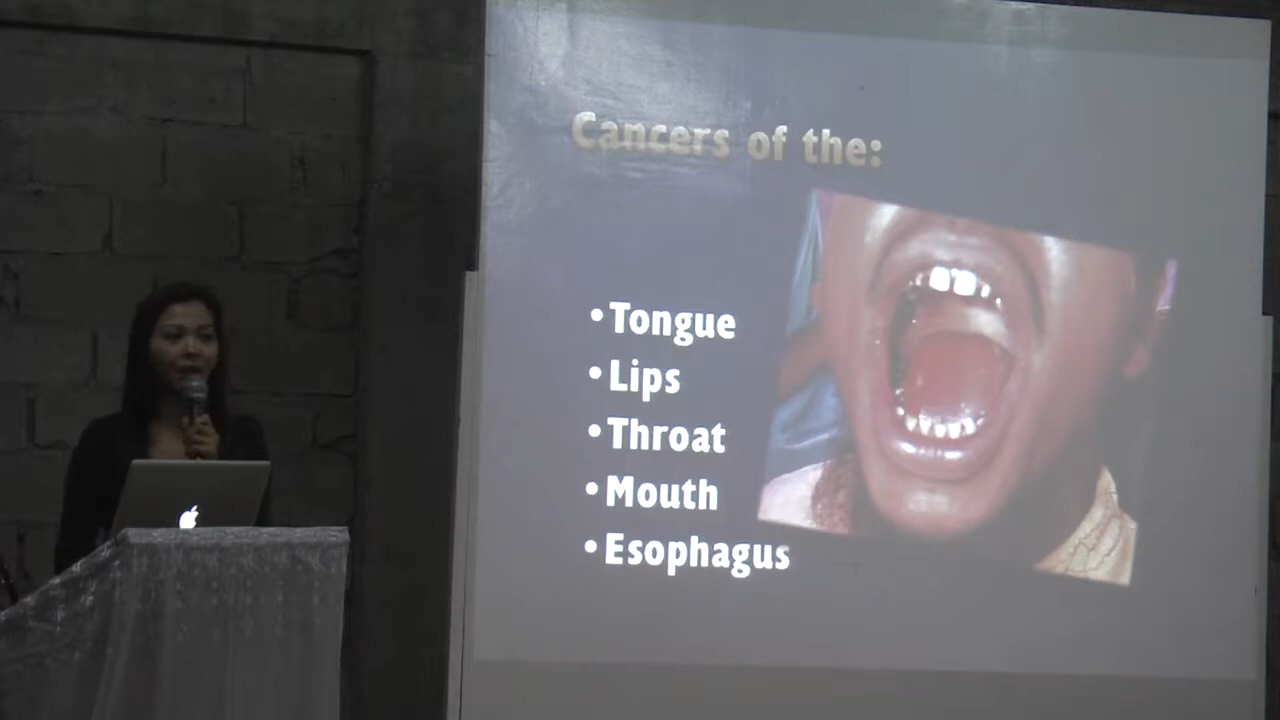 Cancers of the:
• Tongue
• Lips
• Throat
• Mouth
• Esophagus